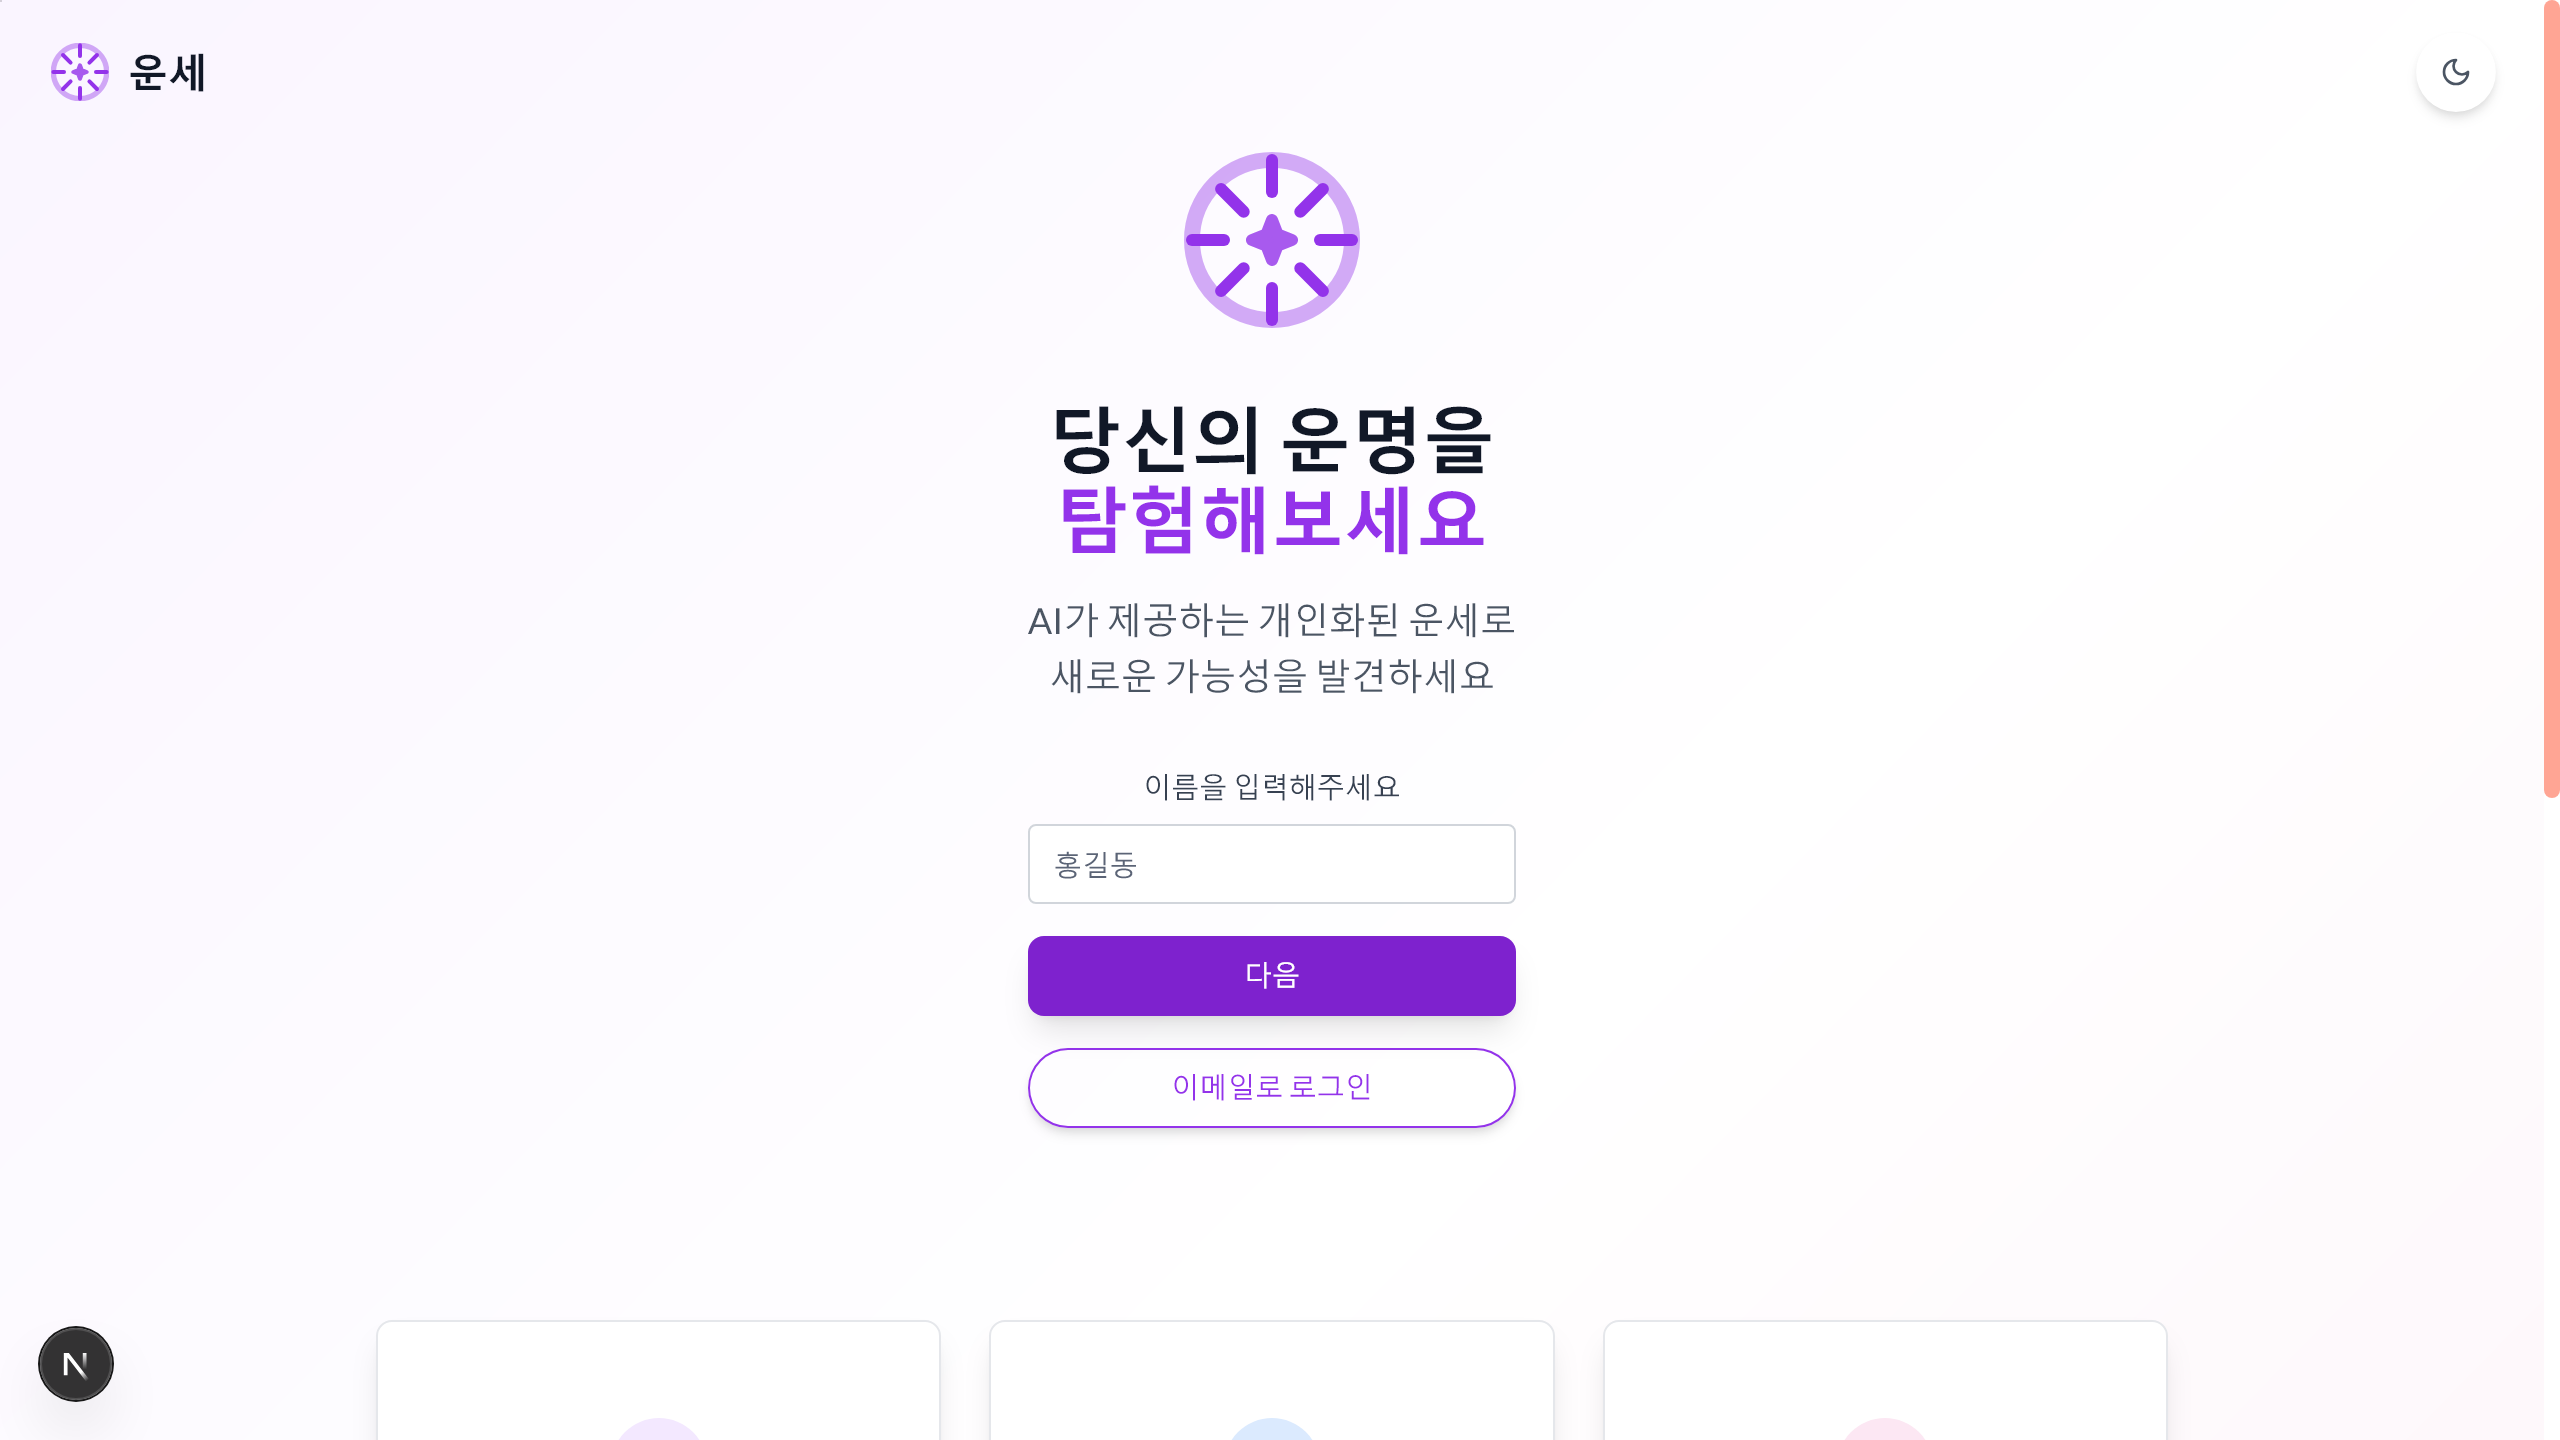 운세
당신의 운명을
탐험해보세요
AI가 제공하는 개인화된 운세로
새로운 가능성을 발견하세요
이름을 입력해주세요
홍길동
다음
이메일로 로그인
N